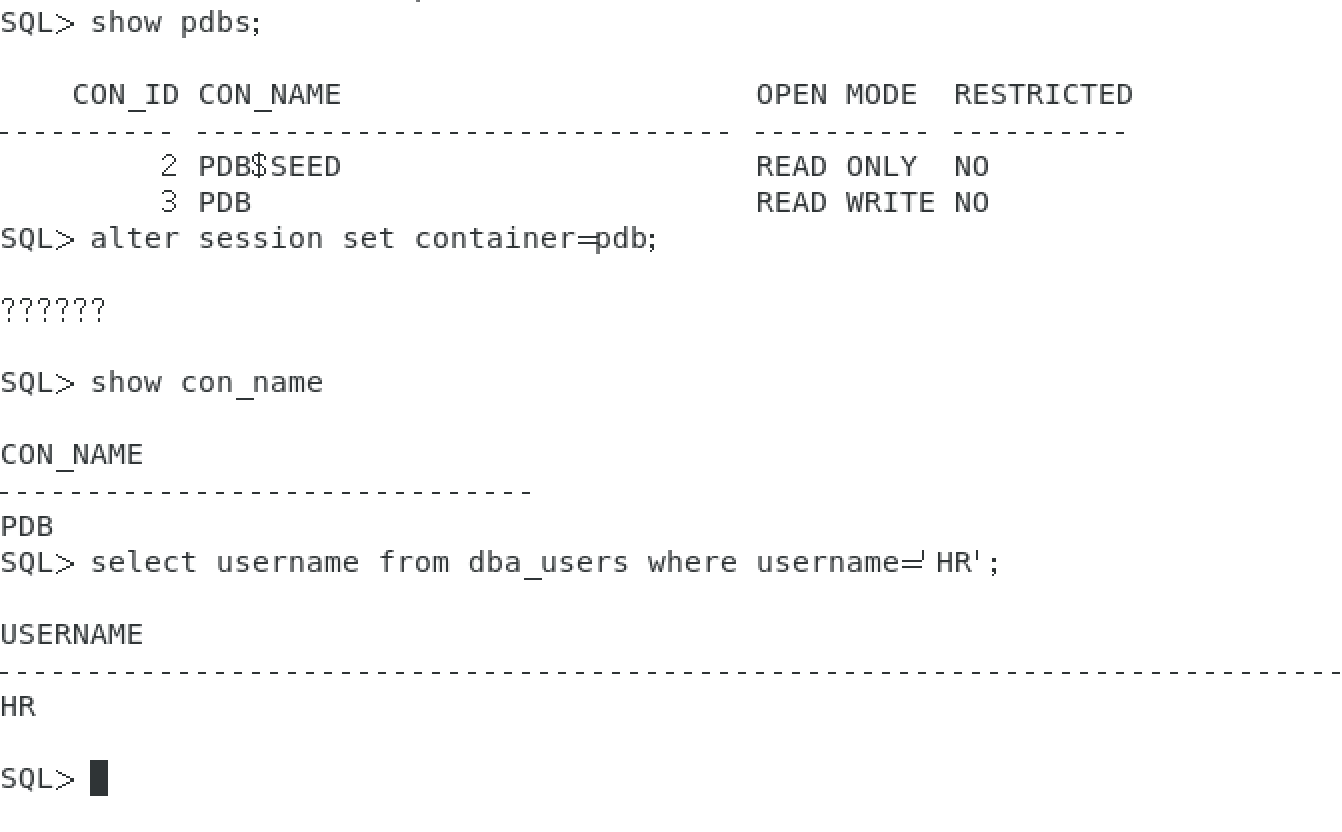 SQL> show pdbs;
    CON_ID CON_NAME                       OPEN MODE  RESTRICTED
---------- ------------------------------ ---------- ----------
         2 PDB$SEED                       READ ONLY  NO
         3 PDB                            READ WRITE NO
SQL> alter session set container=pdb;
??????
SQL> show con_name
CON_NAME
------------------------------
PDB
SQL> select username from dba_users where username='HR';
USERNAME
---------------------------------------------------------------------------
HR
SQL>